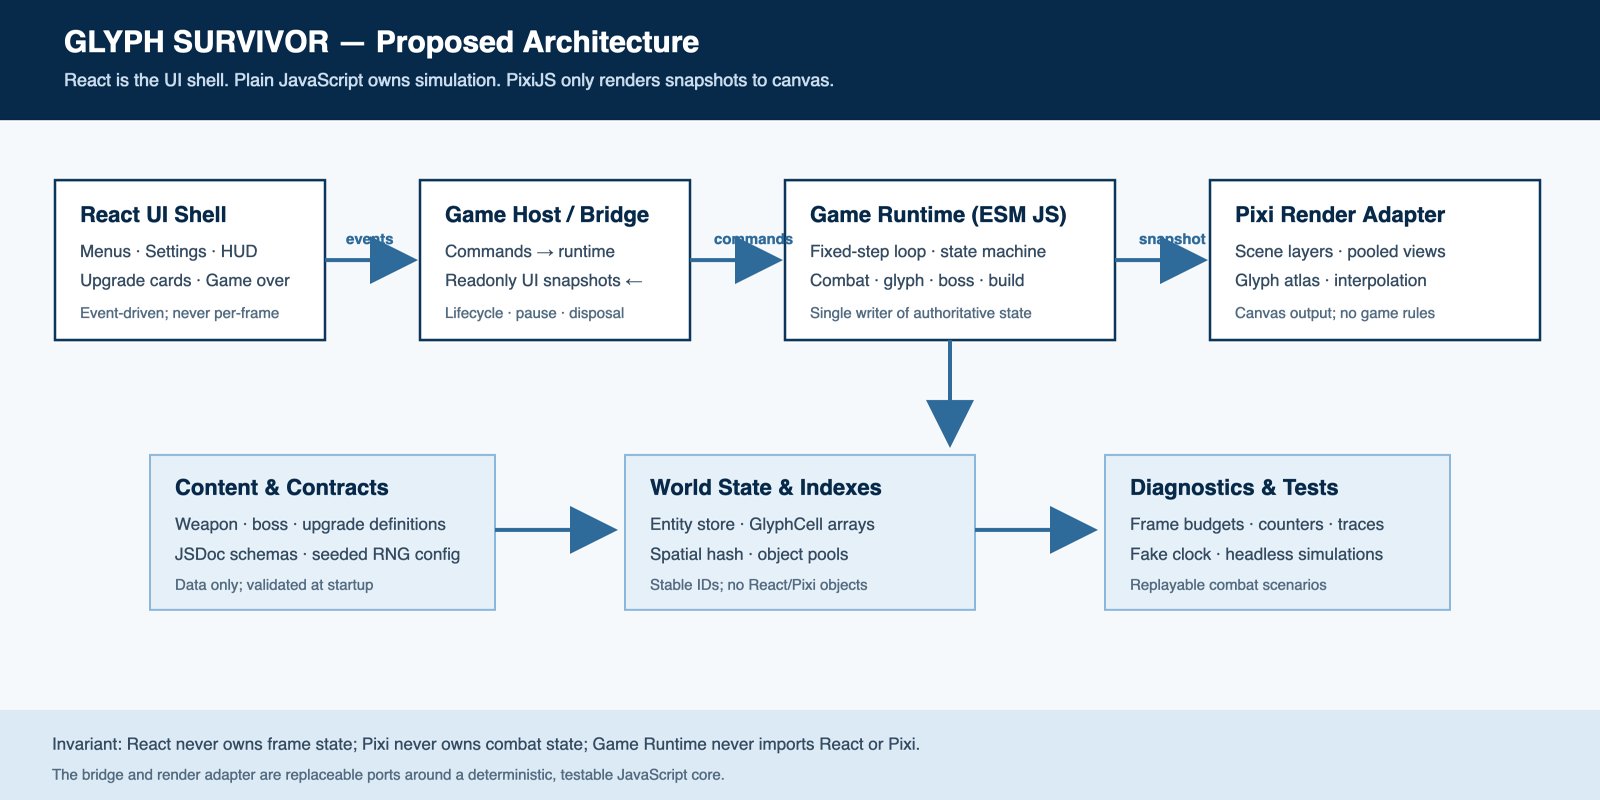 GLYPH SURVIVOR — Proposed Architecture
React is the UI shell. Plain JavaScript owns simulation. PixiJS only renders snapshots to canvas.
React UI Shell
Menus · Settings · HUD
Upgrade cards · Game over
Event-driven; never per-frame
events
Game Host / Bridge
Commands → runtime
Readonly UI snapshots ←
Lifecycle · pause · disposal
commands
Game Runtime (ESM JS)
Fixed-step loop · state machine
Combat · glyph · boss · build
Single writer of authoritative state
snapshot
Pixi Render Adapter
Scene layers · pooled views
Glyph atlas · interpolation
Canvas output; no game rules
Content & Contracts
Weapon · boss · upgrade definitions
JSDoc schemas · seeded RNG config
Data only; validated at startup
World State & Indexes
Entity store · GlyphCell arrays
Spatial hash · object pools
Stable IDs; no React/Pixi objects
Diagnostics & Tests
Frame budgets · counters · traces
Fake clock · headless simulations
Replayable combat scenarios
Invariant: React never owns frame state; Pixi never owns combat state; Game Runtime never imports React or Pixi.
The bridge and render adapter are replaceable ports around a deterministic, testable JavaScript core.